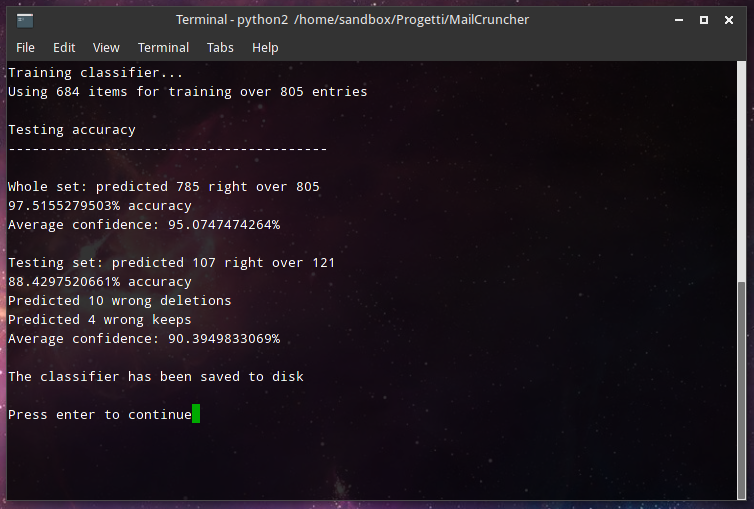 Terminal - python2 /home/sandbox/Progetti/MailCruncher
File Edit View Terminal Tabs Help
Training classifier...
Using 684 items for training over 805 entries
Testing accuracy
----------------------------------------
Whole set: predicted 785 right over 805
97.5155279503% accuracy
Average confidence: 95.0747474264%
Testing set: predicted 107 right over 121
88.4297520661% accuracy
Predicted 10 wrong deletions
Predicted 4 wrong keeps
Average confidence: 90.3949833069%
The classifier has been saved to disk
Press enter to continue